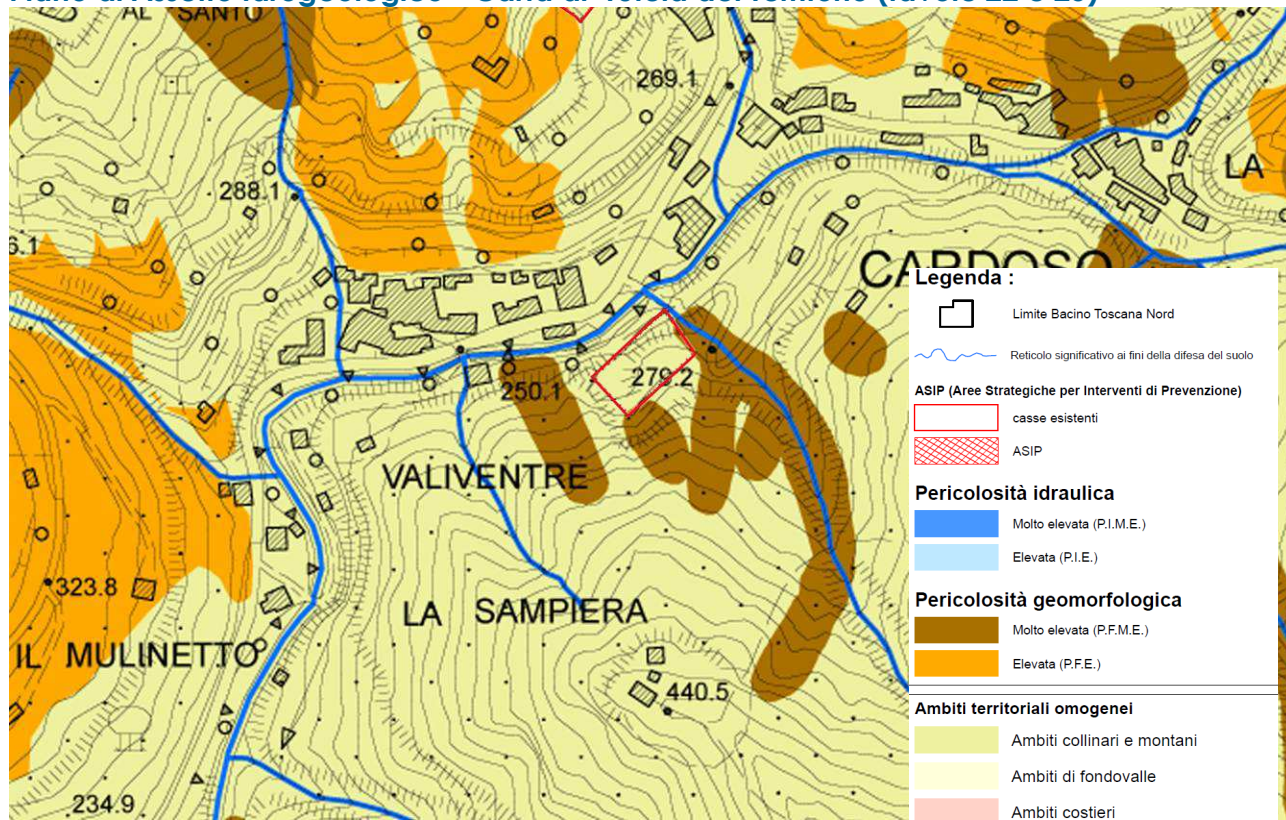 AL SANTO
269.1
288.1
6.1
LA
CARDOSO
279.2
250.1
VALIVENTRE
323.8
LA SAMPIERA
IL MULINETTO
440.5
234.9
Legenda :
Limite Bacino Toscana Nord
Reticolo significativo ai fini della difesa del suolo
ASIP (Aree Strategiche per Interventi di Prevenzione)
casse esistenti
ASIP
Pericolosità idraulica
Molto elevata (P.I.M.E.)
Elevata (P.I.E.)
Pericolosità geomorfologica
Molto elevata (P.F.M.E.)
Elevata (P.F.E.)
Ambiti territoriali omogenei
Ambiti collinari e montani
Ambiti di fondovalle
Ambiti costieri